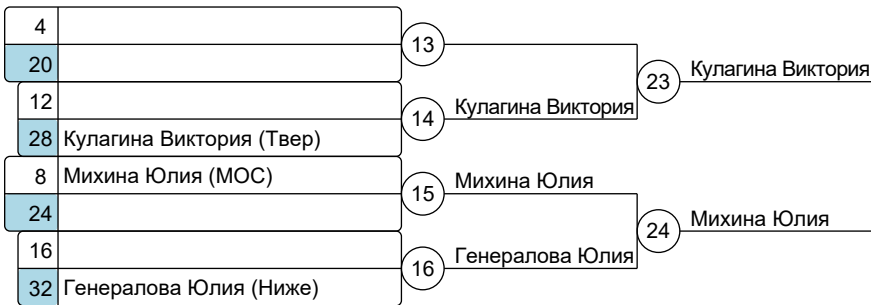 4
13
20
23 Кулагина Виктория
12
14 Кулагина Виктория
28 Кулагина Виктория (Твер)
8 Михина Юлия (МОС)
15 Михина Юлия
24
24 Михина Юлия
16
16 Генералова Юлия
32 Генералова Юлия (Ниже)